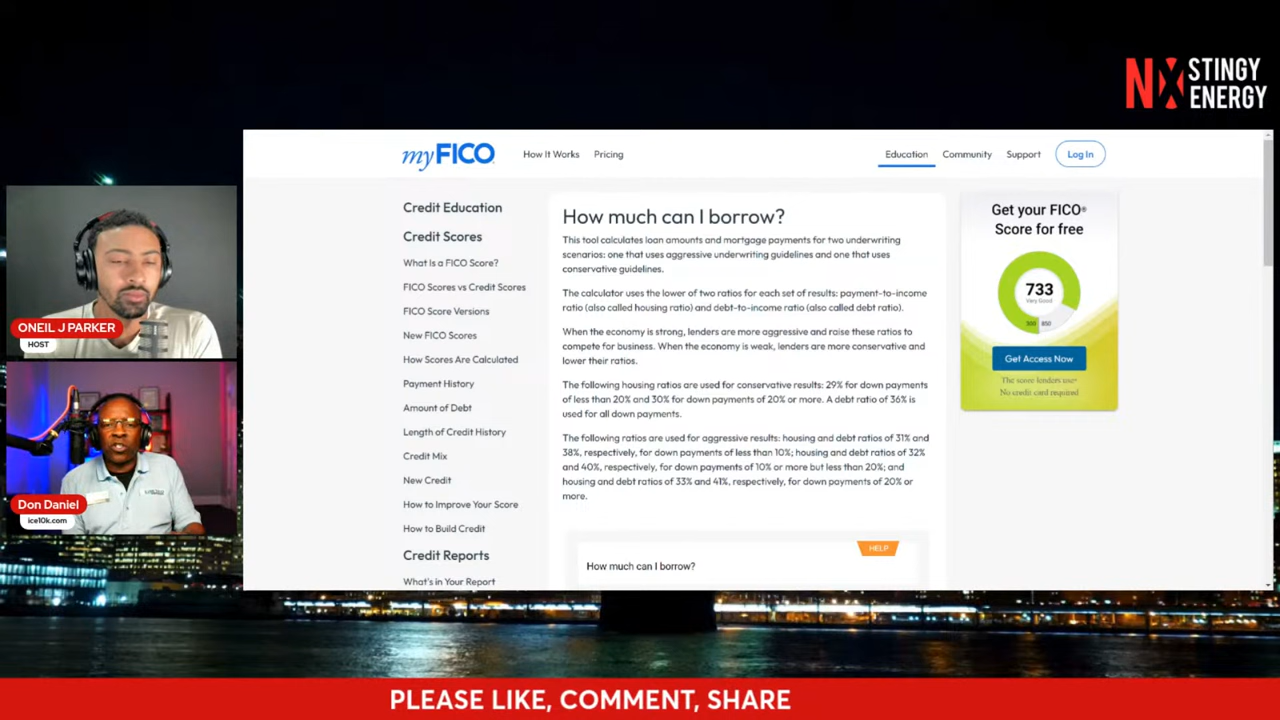 NX STINGY
ENERGY
myFICO
How It Works
Pricing
Education
Community
Support
Log In
Credit Education
Credit Scores
What Is a FICO Score?
FICO Scores vs Credit Scores
FICO Score Versions
New FICO Scores
How Scores Are Calculated
Payment History
Amount of Debt
Length of Credit History
Credit Mix
New Credit
How to Improve Your Score
How to Build Credit
Credit Reports
What's in Your Report
How much can I borrow?
This tool calculates loan amounts and mortgage payments for two underwriting
scenarios: one that uses aggressive underwriting guidelines and one that uses
conservative guidelines.
The calculator uses the lower of two ratios for each set of results: payment-to-income
ratio (also called housing ratio) and debt-to-income ratio (also called debt ratio).
When the economy is strong, lenders are more aggressive and raise these ratios to
compete for business. When the economy is weak, lenders are more conservative and
lower their ratios.
The following housing ratios are used for conservative results: 29% for down payments
of less than 20% and 30% for down payments of 20% or more. A debt ratio of 36% is
used for all down payments.
The following ratios are used for aggressive results: housing and debt ratios of 31% and
38%, respectively, for down payments of less than 10%; housing and debt ratios of 32%
and 40%, respectively, for down payments of 10% or more but less than 20%; and
housing and debt ratios of 33% and 41%, respectively, for down payments of 20% or
more.
HELP
How much can I borrow?
Get your FICO®
Score for free
733
Very Good
300 850
Get Access Now
The score lenders use*
No credit card required
ONEIL J PARKER
HOST
Don Daniel
ice10k.com
PLEASE LIKE, COMMENT, SHARE